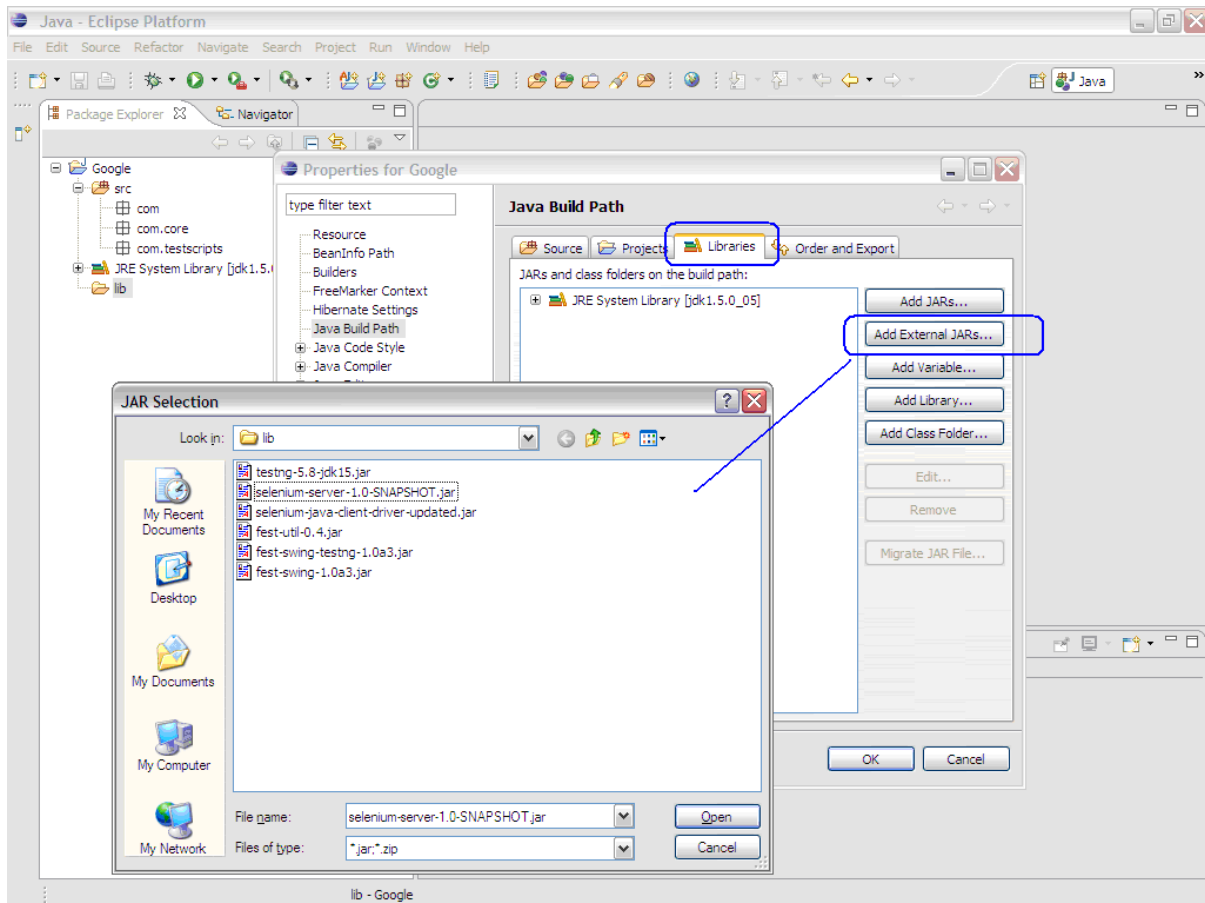 Java - Eclipse Platform
File Edit Source Refactor Navigate Search Project Run Window Help
Java
»
Package Explorer
Navigator
Google
src
com
com.core
com.testscripts
JRE System Library [jdk1.5.
lib
Properties for Google
type filter text
Resource
BeanInfo Path
Builders
FreeMarker Context
Hibernate Settings
Java Build Path
Java Code Style
Java Compiler
Java Build Path
Source Projects Libraries Order and Export
JARs and class folders on the build path:
JRE System Library [jdk1.5.0_05]
Add JARs...
Add External JARs...
Add Variable...
Add Library...
Add Class Folder...
Edit...
Remove
Migrate JAR File...
OK Cancel
JAR Selection
Look in: lib
My Recent Documents
Desktop
My Documents
My Computer
My Network
testng-5.8-jdk15.jar
selenium-server-1.0-SNAPSHOT.jar
selenium-java-client-driver-updated.jar
fest-util-0.4.jar
fest-swing-testng-1.0a3.jar
fest-swing-1.0a3.jar
File name: selenium-server-1.0-SNAPSHOT.jar Open
Files of type: *.jar;*.zip Cancel
lib - Google